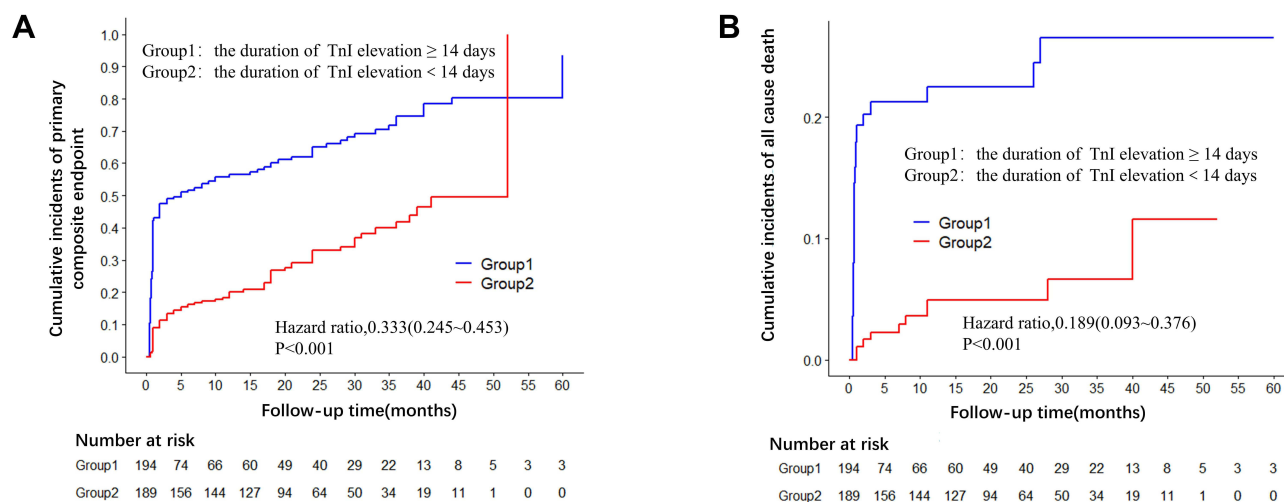 A
Cumulative incidents of primary
composite endpoint
1.0
0.9
0.8
0.7
0.6
0.5
0.4
0.3
0.2
0.1
0.0
Group1: the duration of TnI elevation ≥ 14 days
Group2: the duration of TnI elevation < 14 days
Group1
Group2
Hazard ratio,0.333(0.245~0.453)
P<0.001
0 5 10 15 20 25 30 35 40 45 50 55 60
Follow-up time(months)
Number at risk
Group1 194 74 66 60 49 40 29 22 13 8 5 3 3
Group2 189 156 144 127 94 64 50 34 19 11 1 0 0
B
Cumulative incidents of all cause death
0.2
0.1
0.0
Group1: the duration of TnI elevation ≥ 14 days
Group2: the duration of TnI elevation < 14 days
Group1
Group2
Hazard ratio,0.189(0.093~0.376)
P<0.001
0 5 10 15 20 25 30 35 40 45 50 55 60
Follow-up time(months)
Number at risk
Group1 194 74 66 60 49 40 29 22 13 8 5 3 3
Group2 189 156 144 127 94 64 50 34 19 11 1 0 0